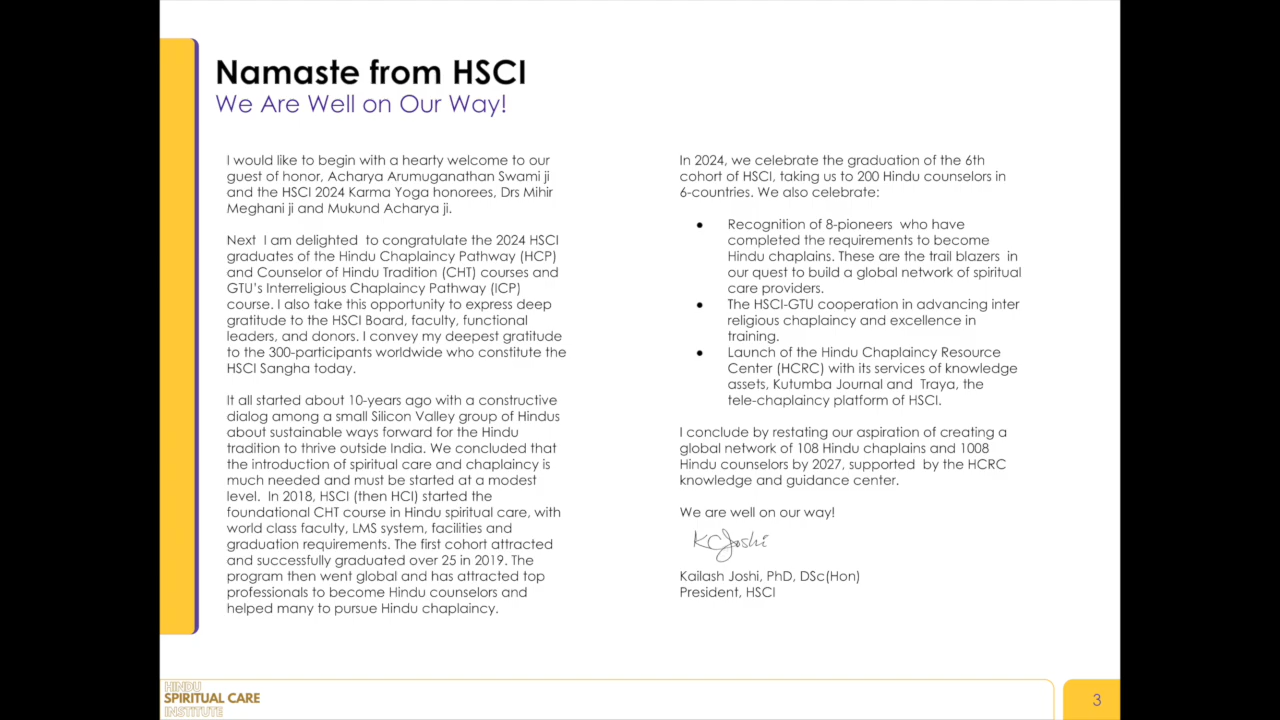 Namaste from HSCI
We Are Well on Our Way!
I would like to begin with a hearty welcome to our
guest of honor, Acharya Arumuganathan Swami ji
and the HSCI 2024 Karma Yoga honorees, Drs Mihir
Meghani ji and Mukund Acharya ji.
Next I am delighted to congratulate the 2024 HSCI
graduates of the Hindu Chaplaincy Pathway (HCP)
and Counselor of Hindu Tradition (CHT) courses and
GTU's Interreligious Chaplaincy Pathway (ICP)
course. I also take this opportunity to express deep
gratitude to the HSCI Board, faculty, functional
leaders, and donors. I convey my deepest gratitude
to the 300-participants worldwide who constitute the
HSCI Sangha today.
It all started about 10-years ago with a constructive
dialog among a small Silicon Valley group of Hindus
about sustainable ways forward for the Hindu
tradition to thrive outside India. We concluded that
the introduction of spiritual care and chaplaincy is
much needed and must be started at a modest
level. In 2018, HSCI (then HCI) started the
foundational CHT course in Hindu spiritual care, with
world class faculty, LMS system, facilities and
graduation requirements. The first cohort attracted
and successfully graduated over 25 in 2019. The
program then went global and has attracted top
professionals to become Hindu counselors and
helped many to pursue Hindu chaplaincy.
In 2024, we celebrate the graduation of the 6th
cohort of HSCI, taking us to 200 Hindu counselors in
6-countries. We also celebrate:
● Recognition of 8-pioneers who have
completed the requirements to become
Hindu chaplains. These are the trail blazers in
our quest to build a global network of spiritual
care providers.
● The HSCI-GTU cooperation in advancing inter
religious chaplaincy and excellence in
training.
● Launch of the Hindu Chaplaincy Resource
Center (HCRC) with its services of knowledge
assets, Kutumba Journal and Traya, the
tele-chaplaincy platform of HSCI.
I conclude by restating our aspiration of creating a
global network of 108 Hindu chaplains and 1008
Hindu counselors by 2027, supported by the HCRC
knowledge and guidance center.
We are well on our way!
KCJoshi
Kailash Joshi, PhD, DSc(Hon)
President, HSCI
HINDU
SPIRITUAL CARE
INSTITUTE
3